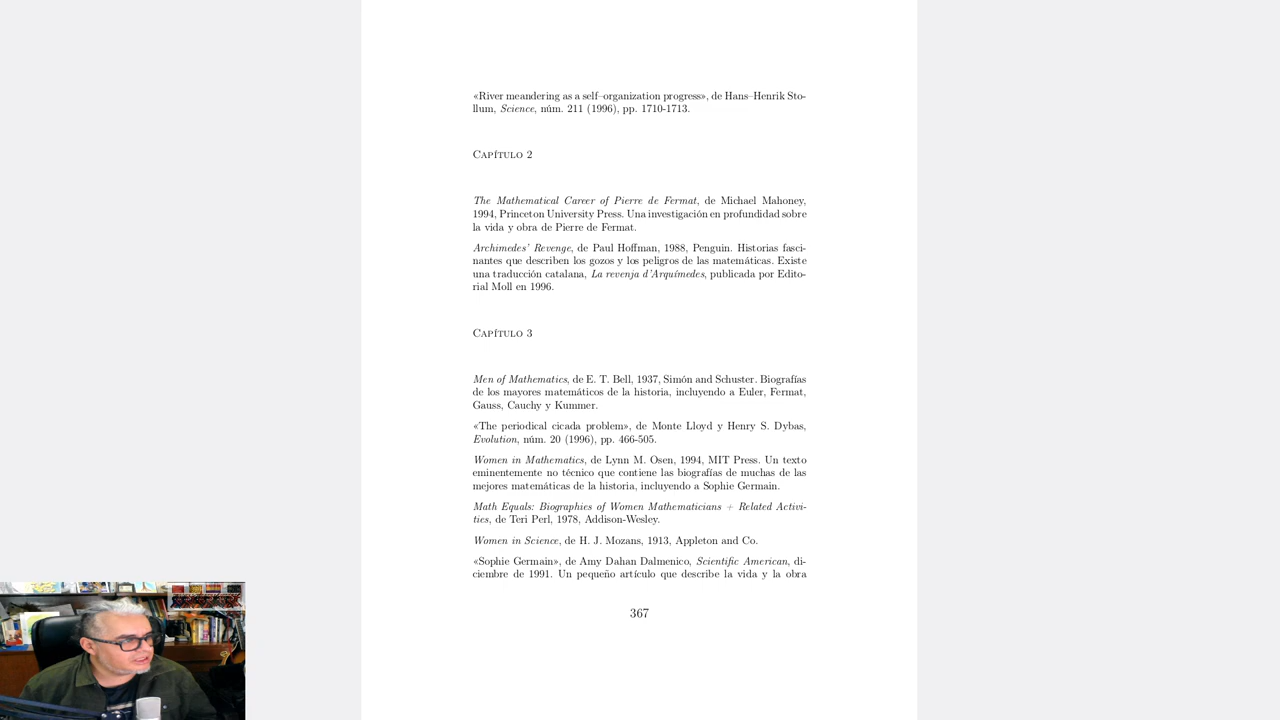 «River meandering as a self–organization progress», de Hans–Henrik Sto-
llum, Science, núm. 211 (1996), pp. 1710-1713.
Capítulo 2
The Mathematical Career of Pierre de Fermat, de Michael Mahoney,
1994, Princeton University Press. Una investigación en profundidad sobre
la vida y obra de Pierre de Fermat.
Archimedes' Revenge, de Paul Hoffman, 1988, Penguin. Historias fasci-
nantes que describen los gozos y los peligros de las matemáticas. Existe
una traducción catalana, La revenja d'Arquímedes, publicada por Edito-
rial Moll en 1996.
Capítulo 3
Men of Mathematics, de E. T. Bell, 1937, Simón and Schuster. Biografías
de los mayores matemáticos de la historia, incluyendo a Euler, Fermat,
Gauss, Cauchy y Kummer.
«The periodical cicada problem», de Monte Lloyd y Henry S. Dybas,
Evolution, núm. 20 (1996), pp. 466-505.
Women in Mathematics, de Lynn M. Osen, 1994, MIT Press. Un texto
eminentemente no técnico que contiene las biografías de muchas de las
mejores matemáticas de la historia, incluyendo a Sophie Germain.
Math Equals: Biographies of Women Mathematicians + Related Activi-
ties, de Teri Perl, 1978, Addison-Wesley.
Women in Science, de H. J. Mozans, 1913, Appleton and Co.
«Sophie Germain», de Amy Dahan Dalmenico, Scientific American, di-
ciembre de 1991. Un pequeño artículo que describe la vida y la obra
367